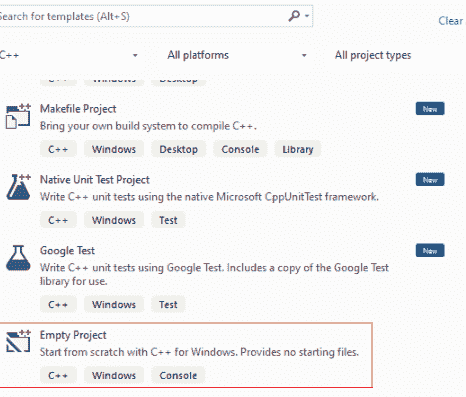 Search for templates (Alt+S)
Clear
C++ All platforms All project types
C++ Windows Desktop
Makefile Project New
Bring your own build system to compile C++.
C++ Windows Desktop Console Library
Native Unit Test Project New
Write C++ unit tests using the native Microsoft CppUnitTest framework.
C++ Windows Test
Google Test New
Write C++ unit tests using Google Test. Includes a copy of the Google Test
library for use.
C++ Windows Test
Empty Project
Start from scratch with C++ for Windows. Provides no starting files.
C++ Windows Console